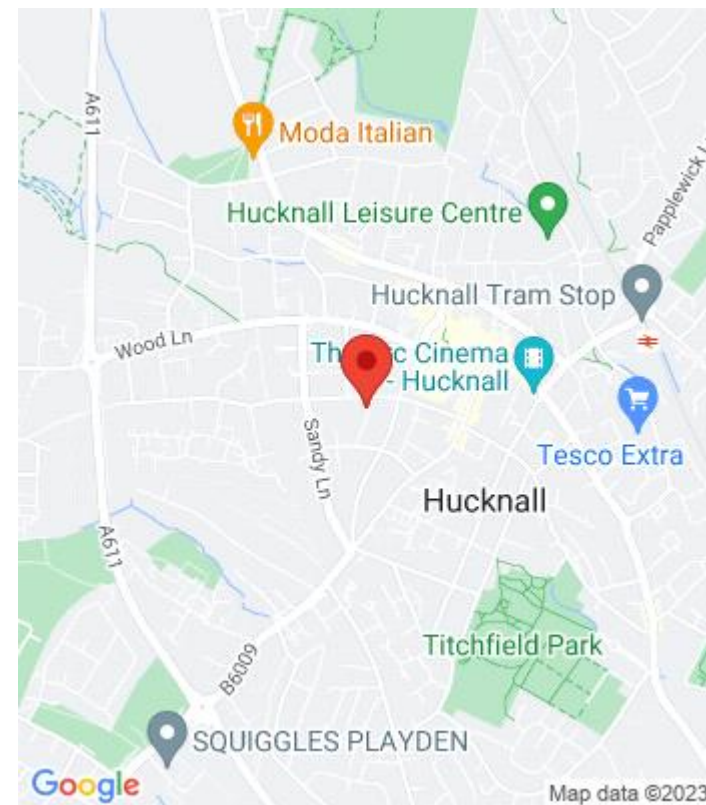 A611
Moda Italian
Papplewick L
Hucknall Leisure Centre
Hucknall Tram Stop
Wood Ln
Th
c Cinema
- Hucknall
Sandy Ln
Tesco Extra
Hucknall
A611
Titchfield Park
B6009
SQUIGGLES PLAYDEN
Google
Map data ©2023